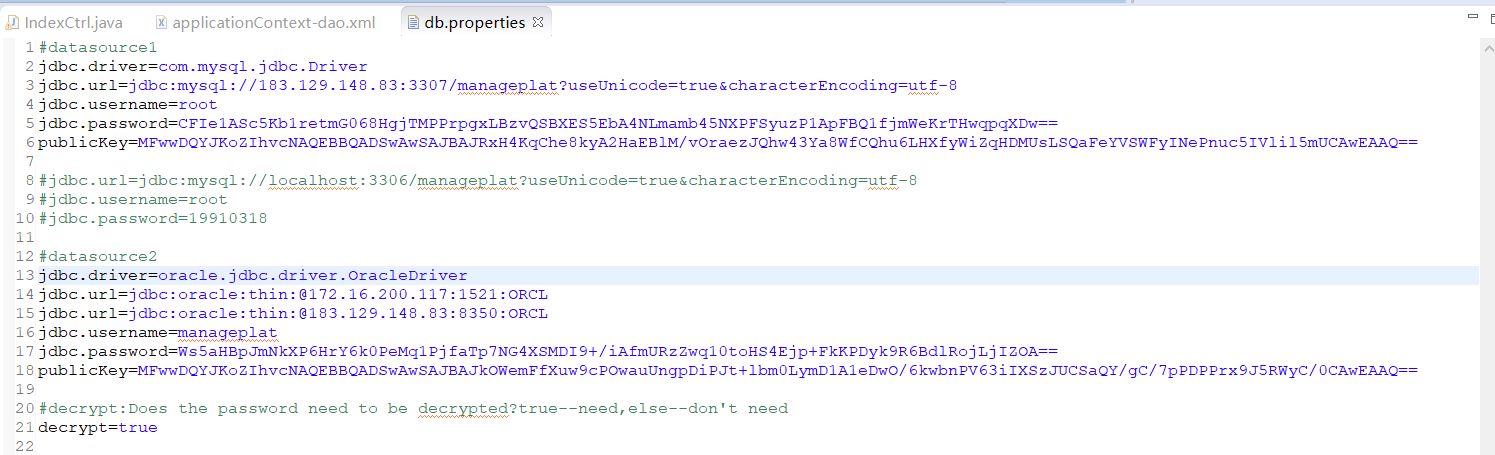 IndexCtrl.java applicationContext-dao.xml db.properties
1 #datasource1
2 jdbc.driver=com.mysql.jdbc.Driver
3 jdbc.url=jdbc:mysql://183.129.148.83:3307/manageplat?useUnicode=true&characterEncoding=utf-8
4 jdbc.username=root
5 jdbc.password=CFIe1ASc5Kb1retmG068HgjTMPPrpgxLBzvQSBXES5EbA4NLmamb45NXPFSyuzP1ApFBQ1fjmWeKrTHwqpqXDw==
6 publicKey=MFwwDQYJKoZIhvcNAQEBBQADSwAwSAJBAJRxH4KqChe8kyA2HaEBlM/vOraezJQhw43Ya8WfCQhu6LHXfyWiZqHDMUsLSQaFeYVSWFyINePnuc5IVlil5mUCAwEAAQ==
7
8 #jdbc.url=jdbc:mysql://localhost:3306/manageplat?useUnicode=true&characterEncoding=utf-8
9 #jdbc.username=root
10 #jdbc.password=19910318
11
12 #datasource2
13 jdbc.driver=oracle.jdbc.driver.OracleDriver
14 jdbc.url=jdbc:oracle:thin:@172.16.200.117:1521:ORCL
15 jdbc.url=jdbc:oracle:thin:@183.129.148.83:8350:ORCL
16 jdbc.username=manageplat
17 jdbc.password=Ws5aHBpJmNkXP6HrY6k0PeMq1PjfaTp7NG4XSMDI9+/iAfmURzZwq10toHS4Ejp+FkKPDyk9R6BdlRojLjIZOA==
18 publicKey=MFwwDQYJKoZIhvcNAQEBBQADSwAwSAJBAJkOWemFfXuw9cPOwauUngpDiPJt+lbm0LymD1A1eDwO/6kwbnPV63iIXSzJUCSaQY/gC/7pPDPPrx9J5RWyC/0CAwEAAQ==
19
20 #decrypt:Does the password need to be decrypted?true--need,else--don't need
21 decrypt=true
22